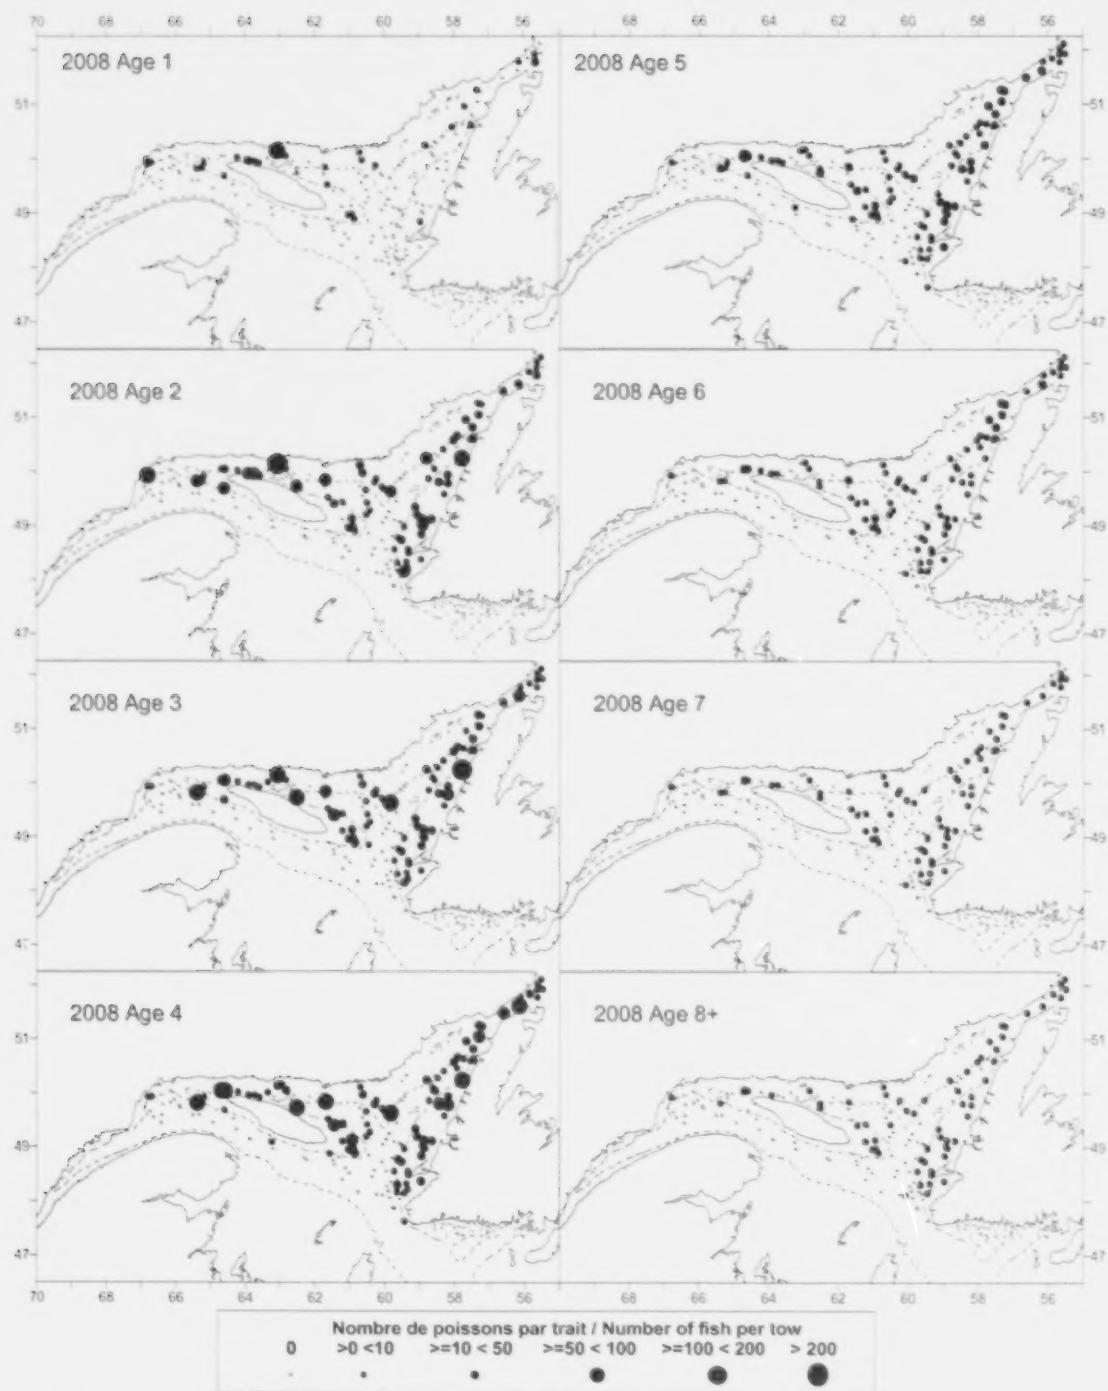 70 68 66 64 62 60 58 56 68 66 64 62 60 58 56
2008 Age 1
2008 Age 5
51 51
49 49
47 47
2008 Age 2
2008 Age 6
51 51
49 49
47 47
2008 Age 3
2008 Age 7
51 51
49 49
47 47
2008 Age 4
2008 Age 8+
51 51
49 49
47 47
70 68 66 64 62 60 58 56 68 66 64 62 60 58 56
Nombre de poissons par trait / Number of fish per tow
0 >0 <10 >=10 < 50 >=50 < 100 >=100 < 200 > 200